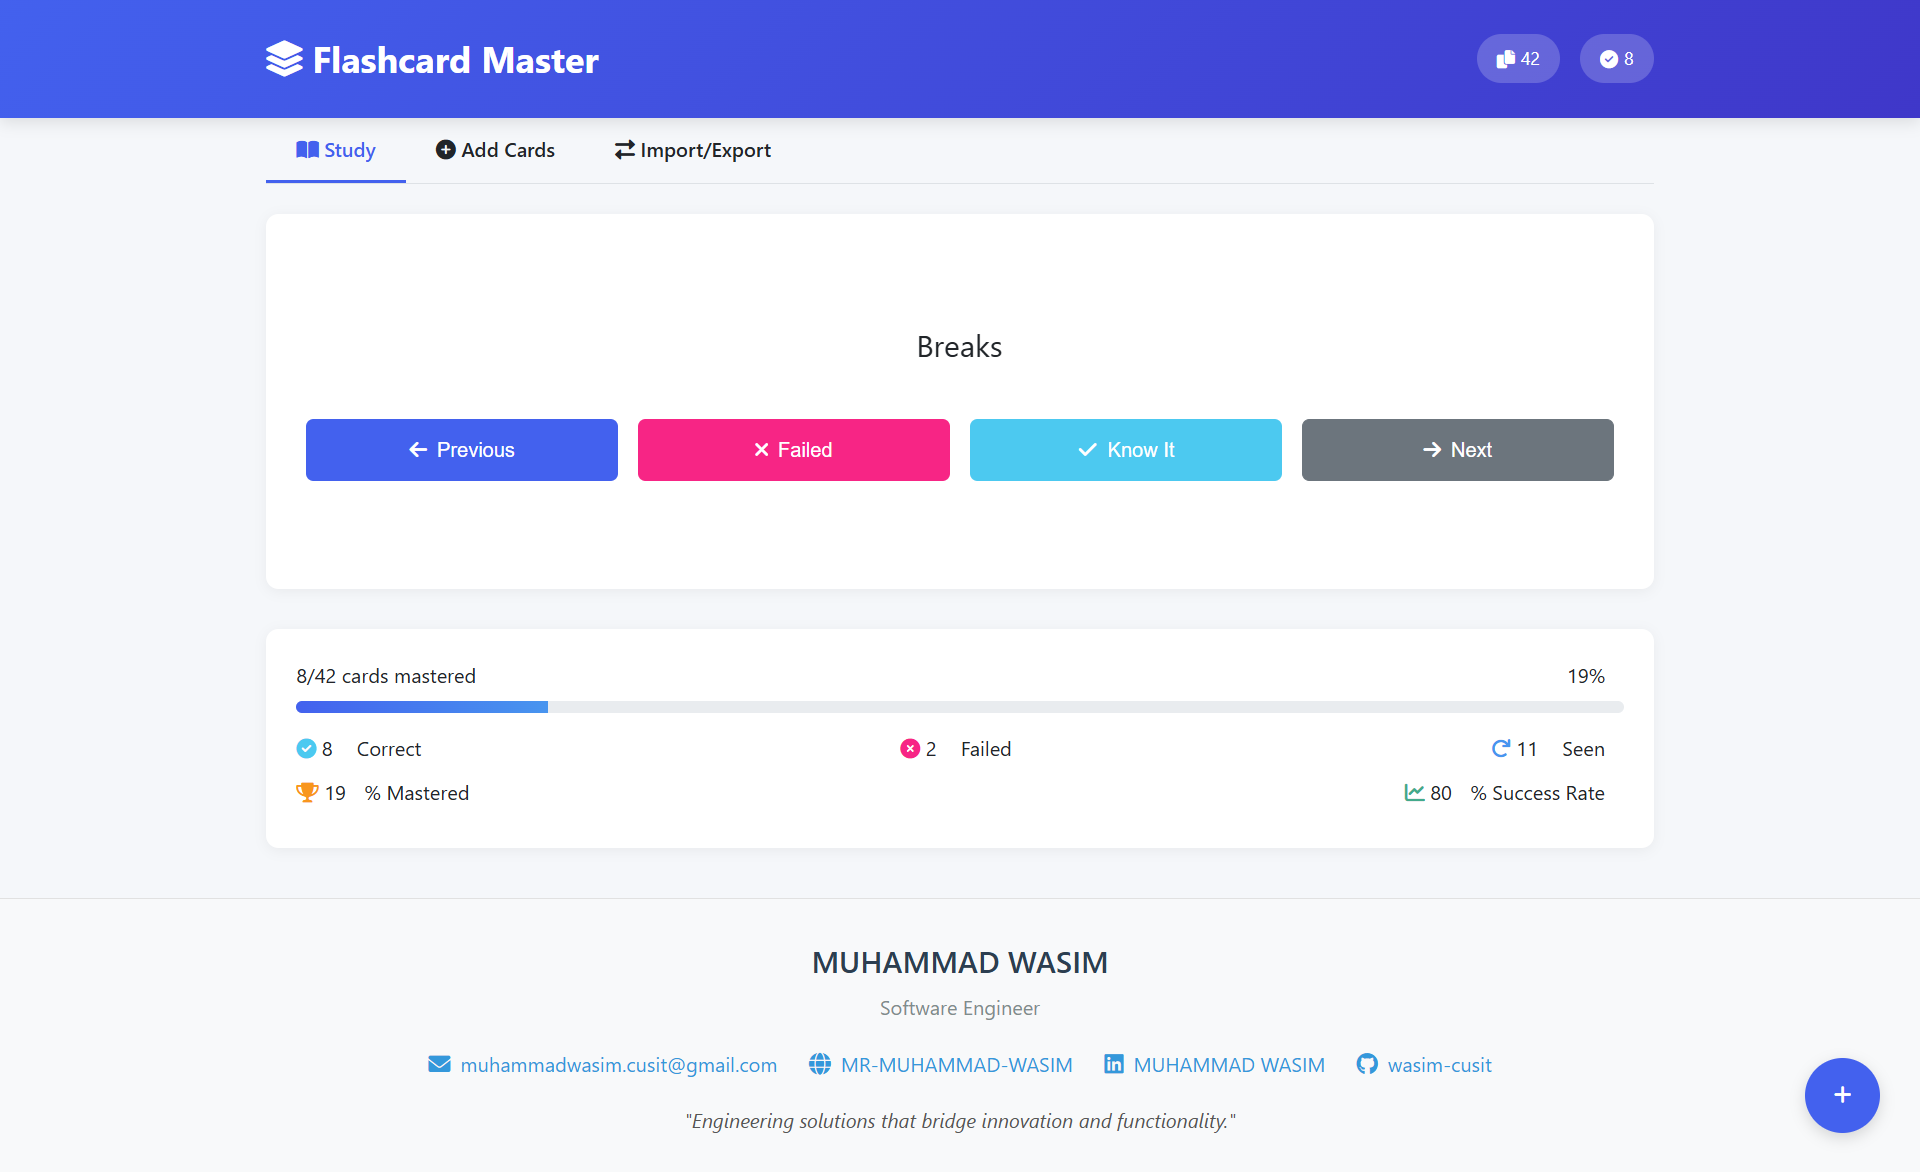 Flashcard Master
42
8
Study
Add Cards
Import/Export
Breaks
Previous
Failed
Know It
Next
8/42 cards mastered
19%
8 Correct
2 Failed
11 Seen
19 % Mastered
80 % Success Rate
MUHAMMAD WASIM
Software Engineer
muhammadwasim.cusit@gmail.com
MR-MUHAMMAD-WASIM
MUHAMMAD WASIM
wasim-cusit
"Engineering solutions that bridge innovation and functionality."